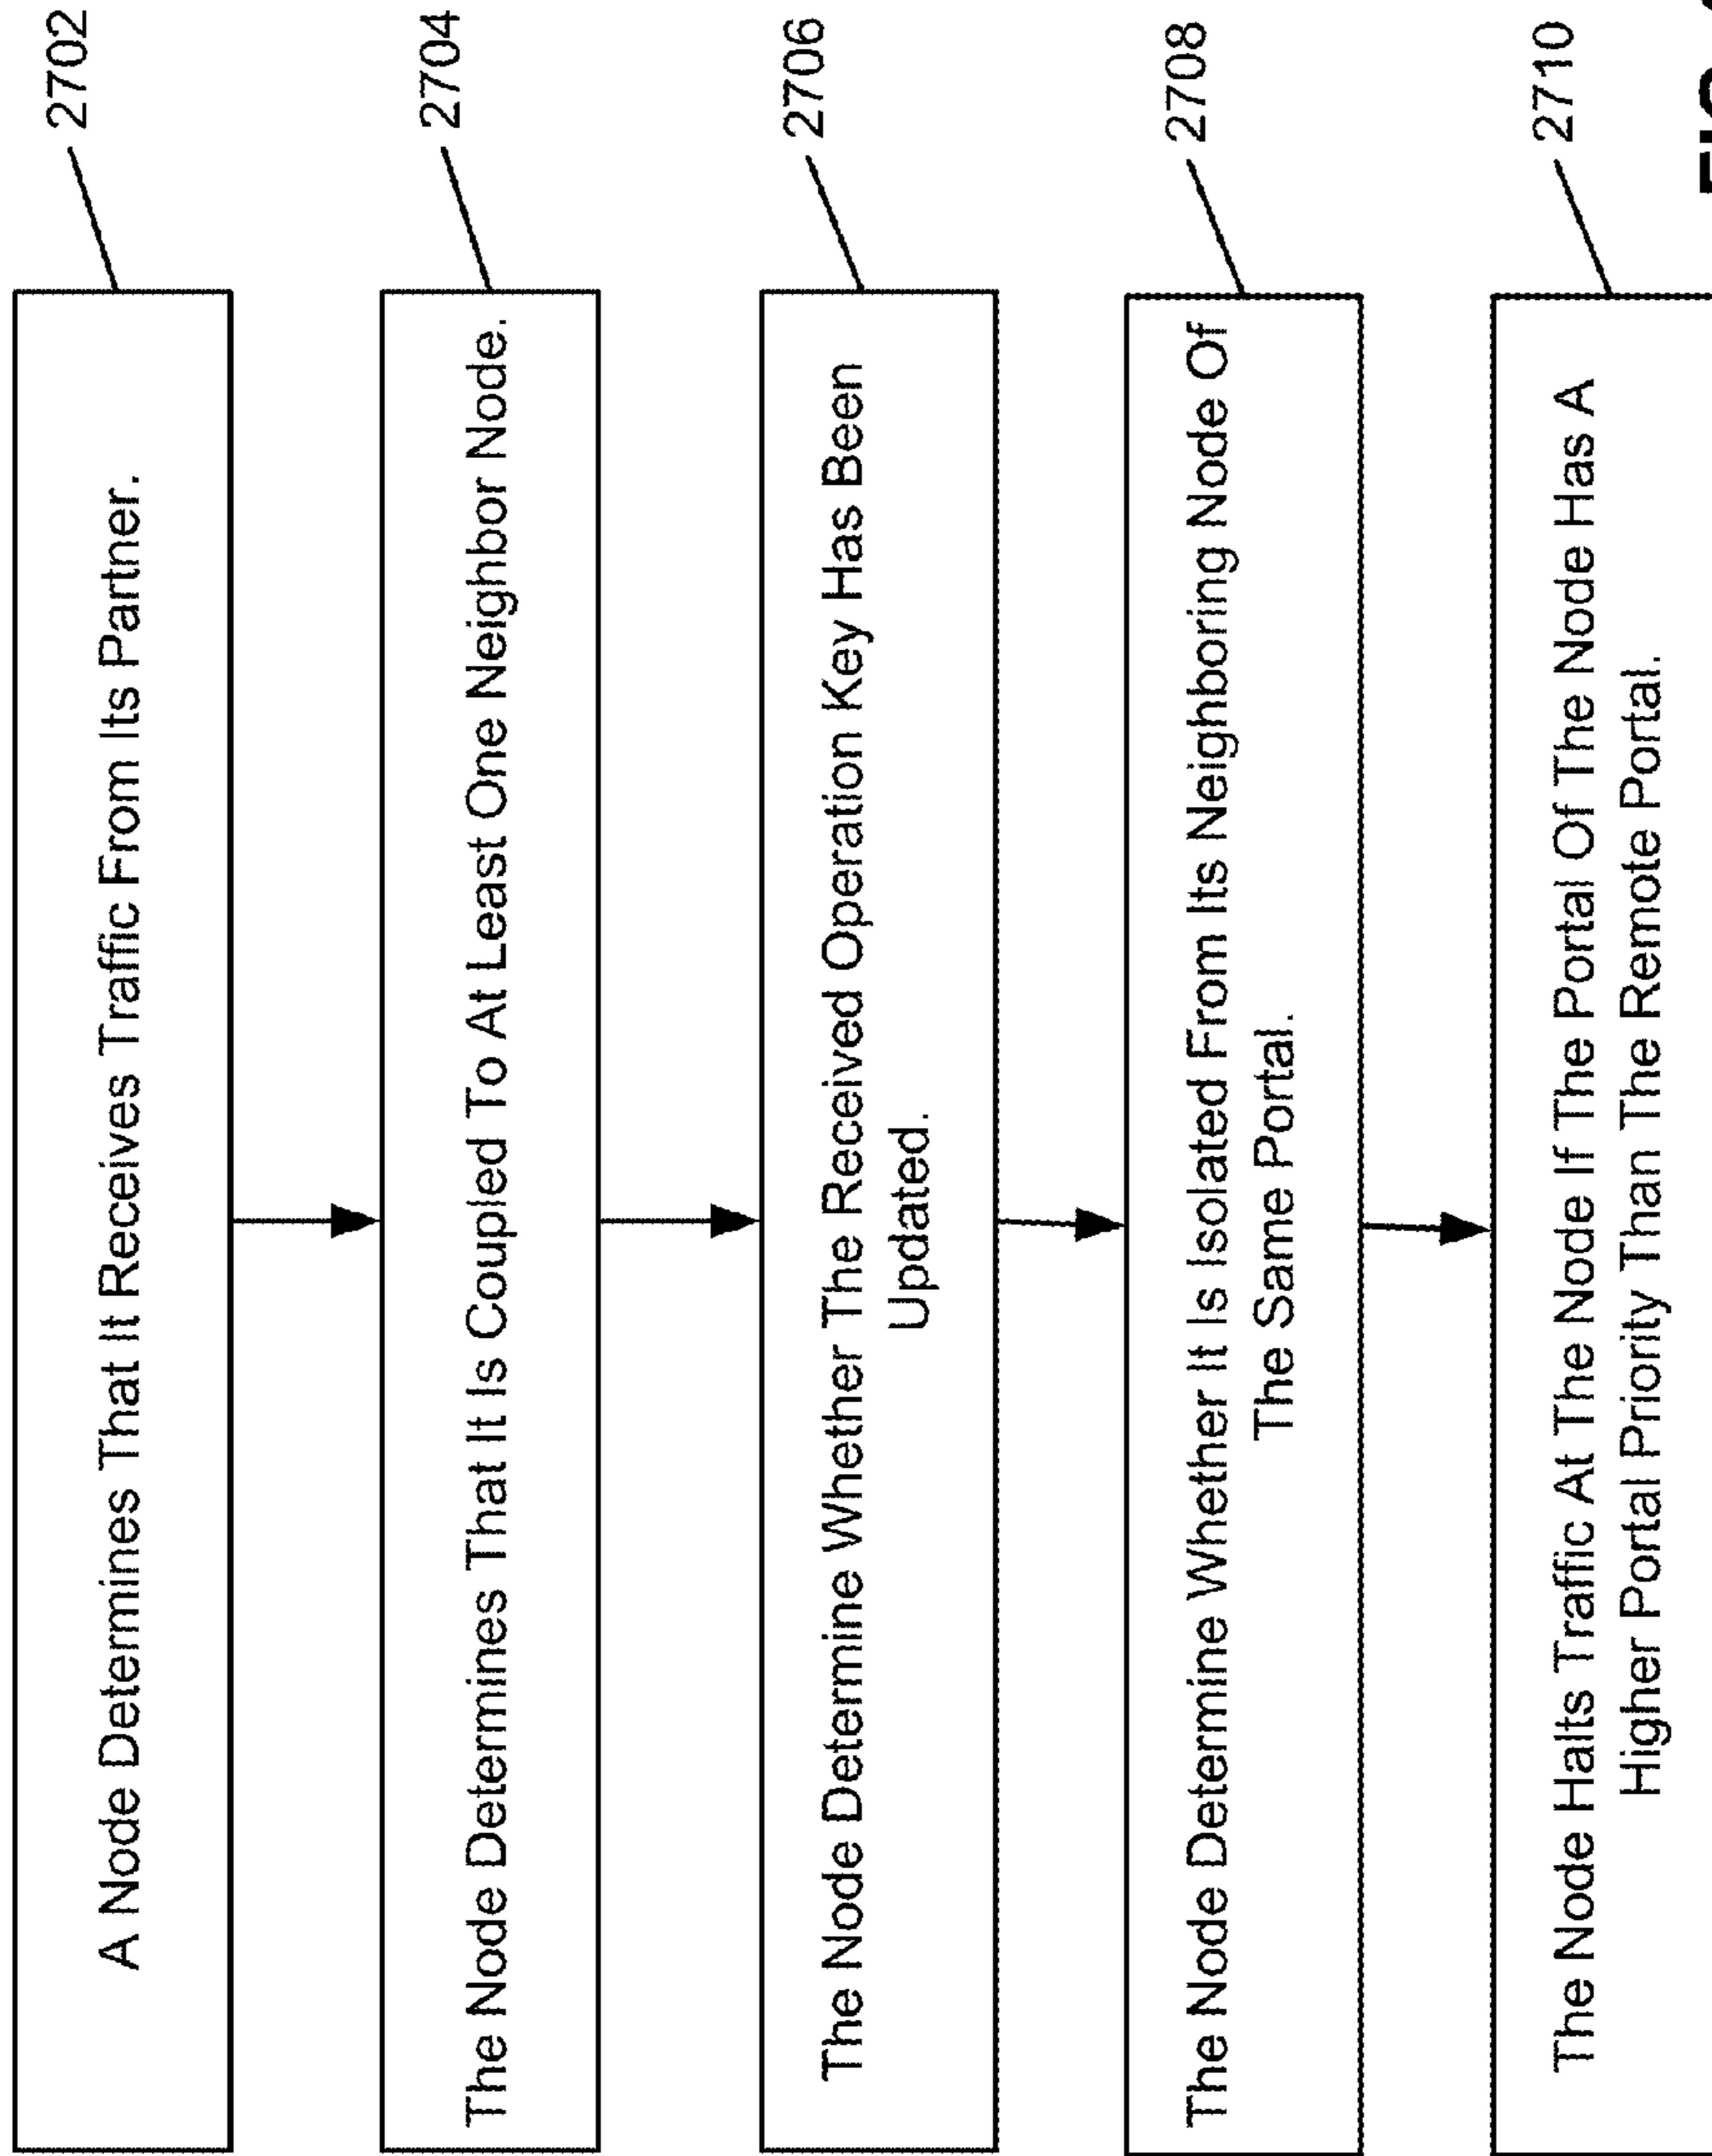 A Node Determines That It Receives Traffic From Its Partner.
2702
The Node Determines That It Is Coupled To At Least One Neighbor Node.
2704
The Node Determine Whether The Received Operation Key Has Been
Updated.
2706
The Node Determine Whether It Is Isolated From Its Neighboring Node Of
The Same Portal.
2708
The Node Halts Traffic At The Node If The Portal Of The Node Has A
Higher Portal Priority Than The Remote Portal.
2710